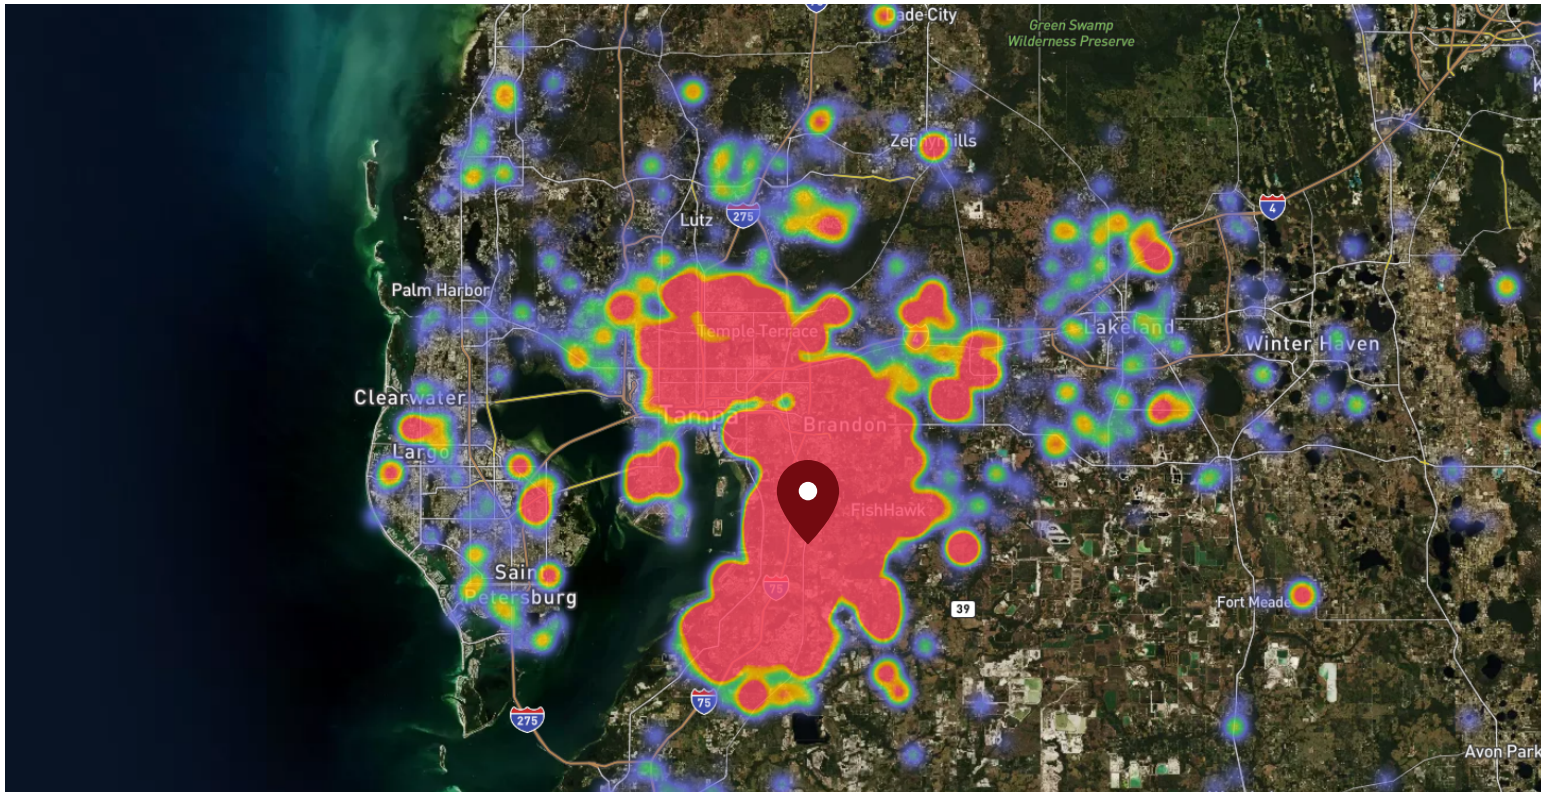 Dade City
Green Swamp
Wilderness Preserve
Zephyrhills
Lutz
275
4
Palm Harbor
Temple Terrace
Lakeland
Winter Haven
Clearwater
Tampa
Brandon
Largo
FishHawk
Saint
Petersburg
75
39
Fort Meade
75
275
Avon Park